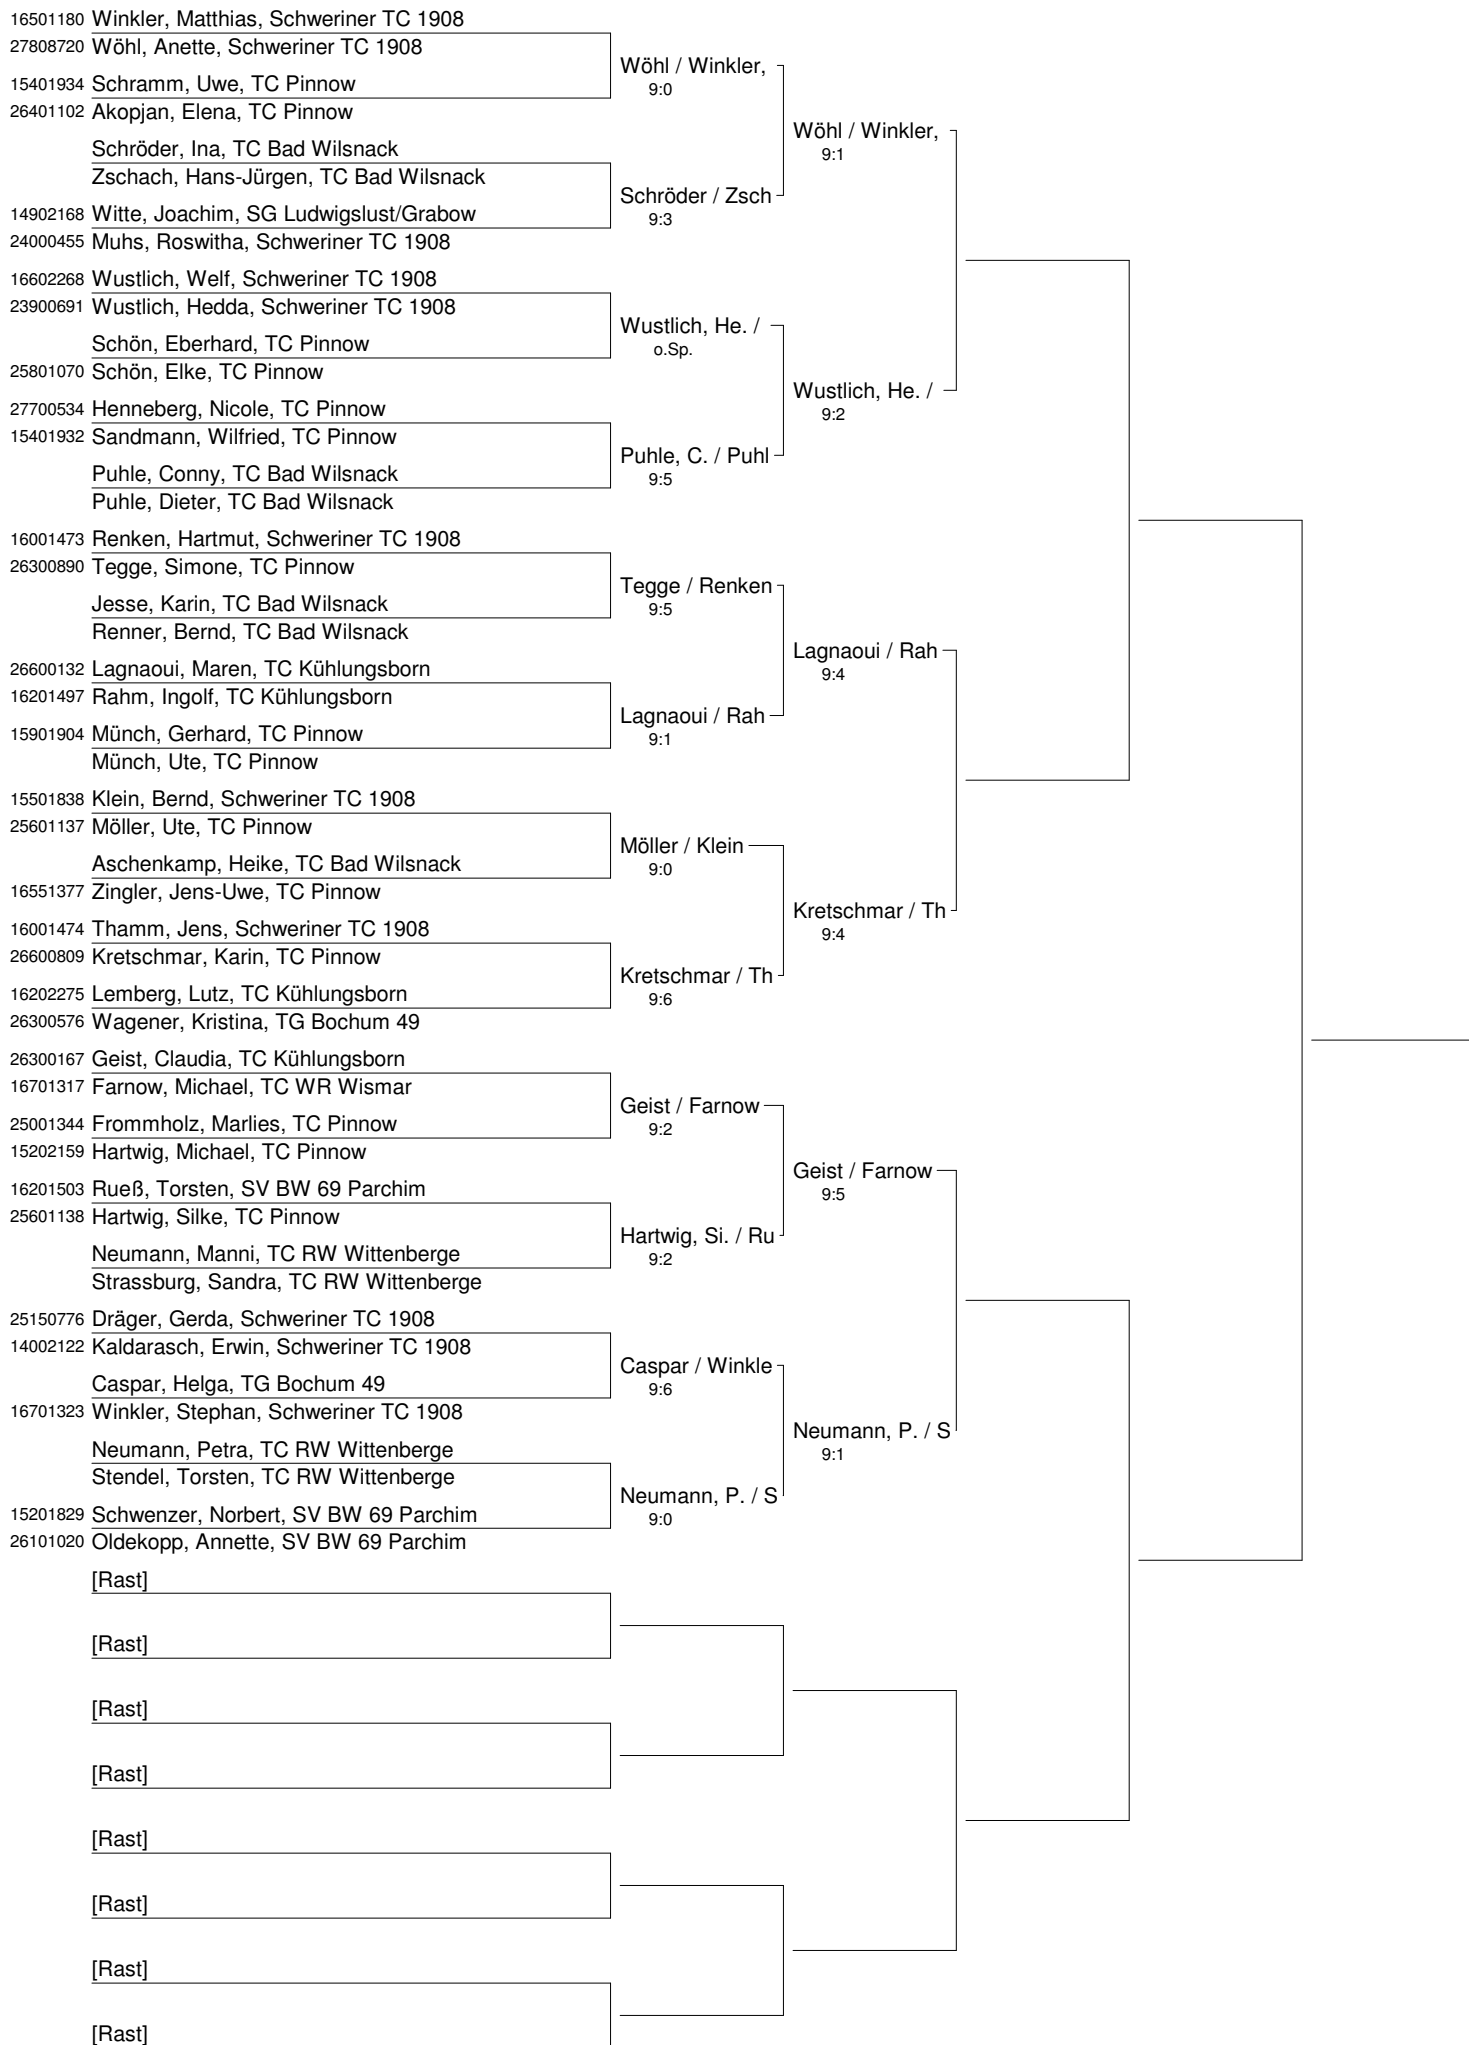 16501180 Winkler, Matthias, Schweriner TC 1908
27808720 Wöhl, Anette, Schweriner TC 1908
Wöhl / Winkler,
9:0
15401934 Schramm, Uwe, TC Pinnow
26401102 Akopjan, Elena, TC Pinnow
Wöhl / Winkler,
9:1
Schröder, Ina, TC Bad Wilsnack
Zschach, Hans-Jürgen, TC Bad Wilsnack
Schröder / Zsch
9:3
14902168 Witte, Joachim, SG Ludwigslust/Grabow
24000455 Muhs, Roswitha, Schweriner TC 1908
16602268 Wustlich, Welf, Schweriner TC 1908
23900691 Wustlich, Hedda, Schweriner TC 1908
Wustlich, He. /
o.Sp.
Schön, Eberhard, TC Pinnow
25801070 Schön, Elke, TC Pinnow
Wustlich, He. /
9:2
27700534 Henneberg, Nicole, TC Pinnow
15401932 Sandmann, Wilfried, TC Pinnow
Puhle, C. / Puhl
9:5
Puhle, Conny, TC Bad Wilsnack
Puhle, Dieter, TC Bad Wilsnack
16001473 Renken, Hartmut, Schweriner TC 1908
26300890 Tegge, Simone, TC Pinnow
Tegge / Renken
9:5
Jesse, Karin, TC Bad Wilsnack
Renner, Bernd, TC Bad Wilsnack
Lagnaoui / Rah
9:4
26600132 Lagnaoui, Maren, TC Kühlungsborn
16201497 Rahm, Ingolf, TC Kühlungsborn
Lagnaoui / Rah
9:1
15901904 Münch, Gerhard, TC Pinnow
Münch, Ute, TC Pinnow
15501838 Klein, Bernd, Schweriner TC 1908
25601137 Möller, Ute, TC Pinnow
Möller / Klein
9:0
Aschenkamp, Heike, TC Bad Wilsnack
16551377 Zingler, Jens-Uwe, TC Pinnow
Kretschmar / Th
9:4
16001474 Thamm, Jens, Schweriner TC 1908
26600809 Kretschmar, Karin, TC Pinnow
Kretschmar / Th
9:6
16202275 Lemberg, Lutz, TC Kühlungsborn
26300576 Wagener, Kristina, TG Bochum 49
26300167 Geist, Claudia, TC Kühlungsborn
16701317 Farnow, Michael, TC WR Wismar
Geist / Farnow
9:2
25001344 Frommholz, Marlies, TC Pinnow
15202159 Hartwig, Michael, TC Pinnow
Geist / Farnow
9:5
16201503 Rueß, Torsten, SV BW 69 Parchim
25601138 Hartwig, Silke, TC Pinnow
Hartwig, Si. / Ru
9:2
Neumann, Manni, TC RW Wittenberge
Strassburg, Sandra, TC RW Wittenberge
25150776 Dräger, Gerda, Schweriner TC 1908
14002122 Kaldarasch, Erwin, Schweriner TC 1908
Caspar / Winkle
9:6
Caspar, Helga, TG Bochum 49
16701323 Winkler, Stephan, Schweriner TC 1908
Neumann, P. / S
9:1
Neumann, Petra, TC RW Wittenberge
Stendel, Torsten, TC RW Wittenberge
Neumann, P. / S
9:0
15201829 Schwenzer, Norbert, SV BW 69 Parchim
26101020 Oldekopp, Annette, SV BW 69 Parchim
[Rast]
[Rast]
[Rast]
[Rast]
[Rast]
[Rast]
[Rast]
[Rast]